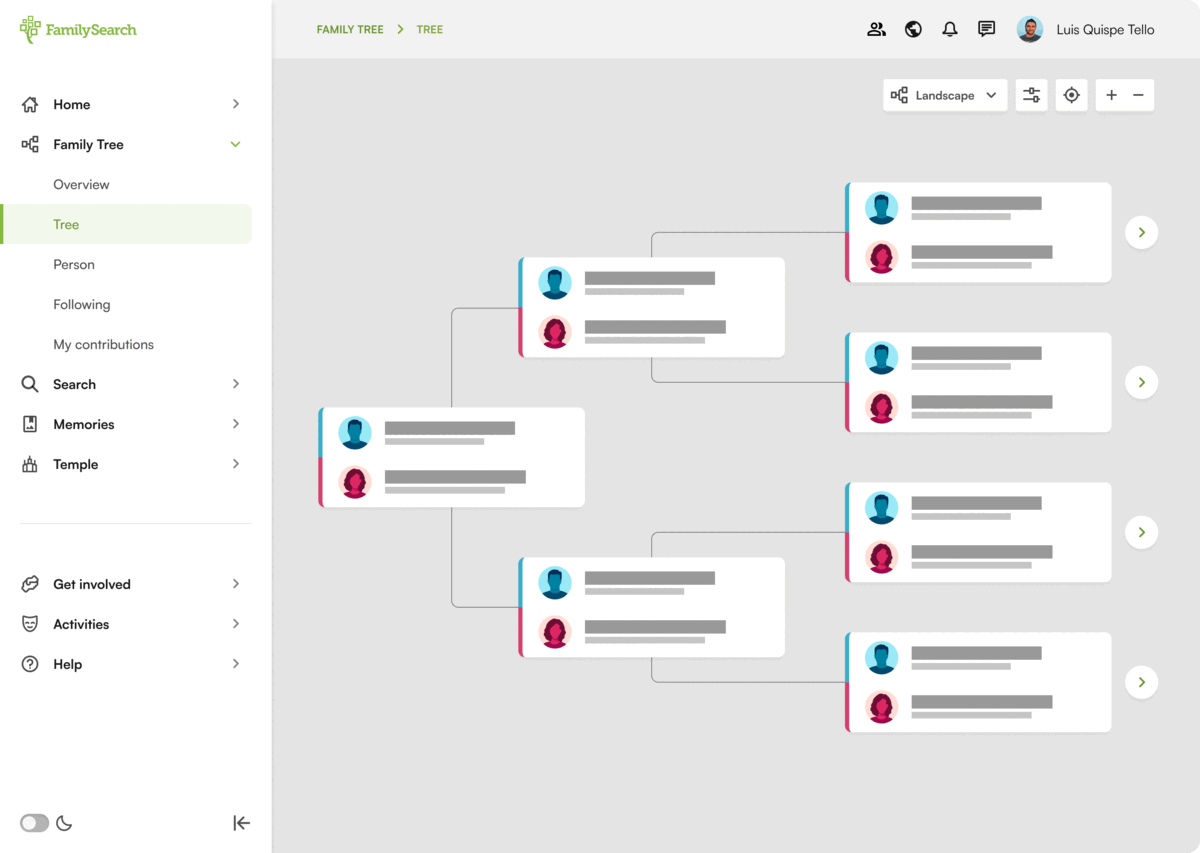 FamilySearch
FAMILY TREE > TREE
Luis Quispe Tello
Landscape
Home
Family Tree
Overview
Tree
Person
Following
My contributions
Search
Memories
Temple
Get involved
Activities
Help